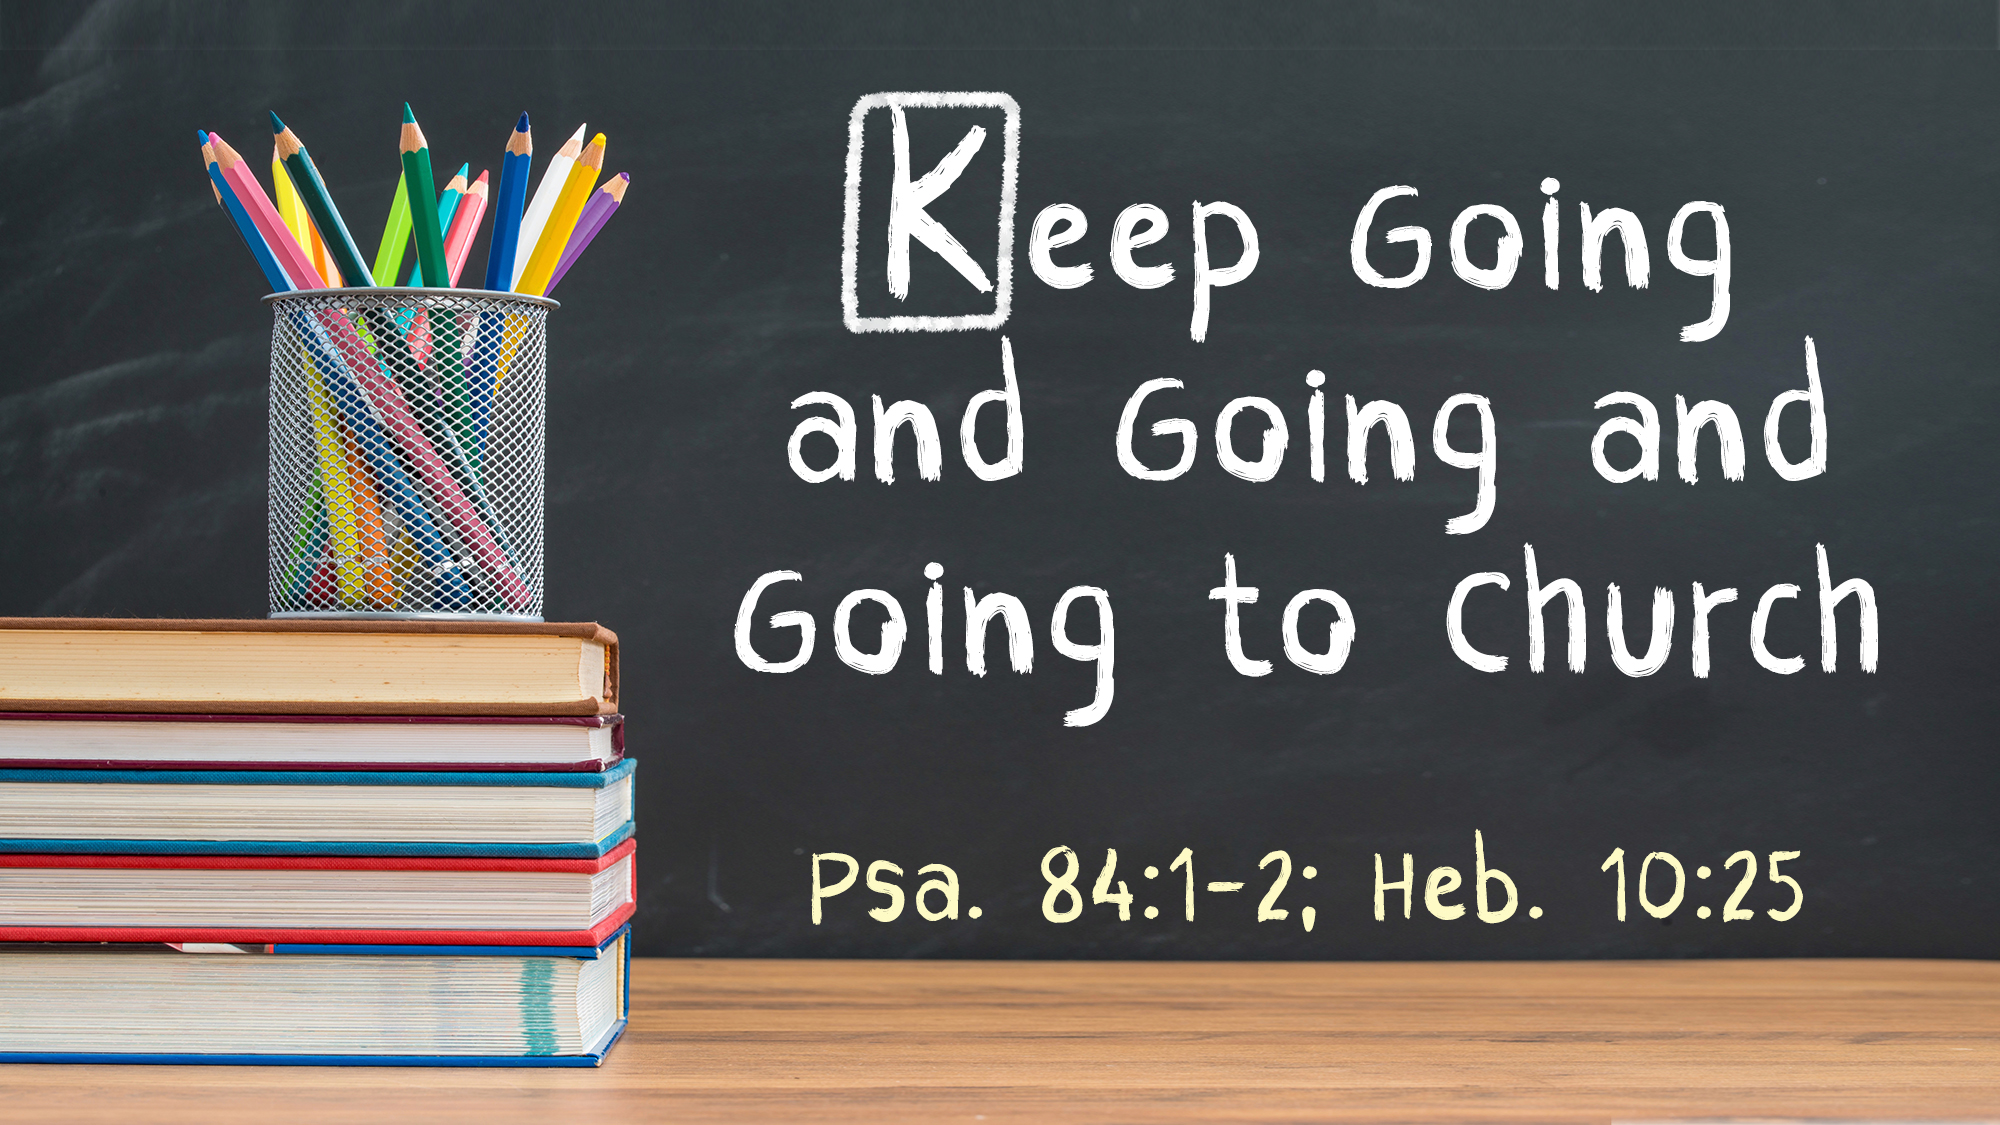 Keep Going
and Going and
Going to Church
Psa. 84:1-2; Heb. 10:25